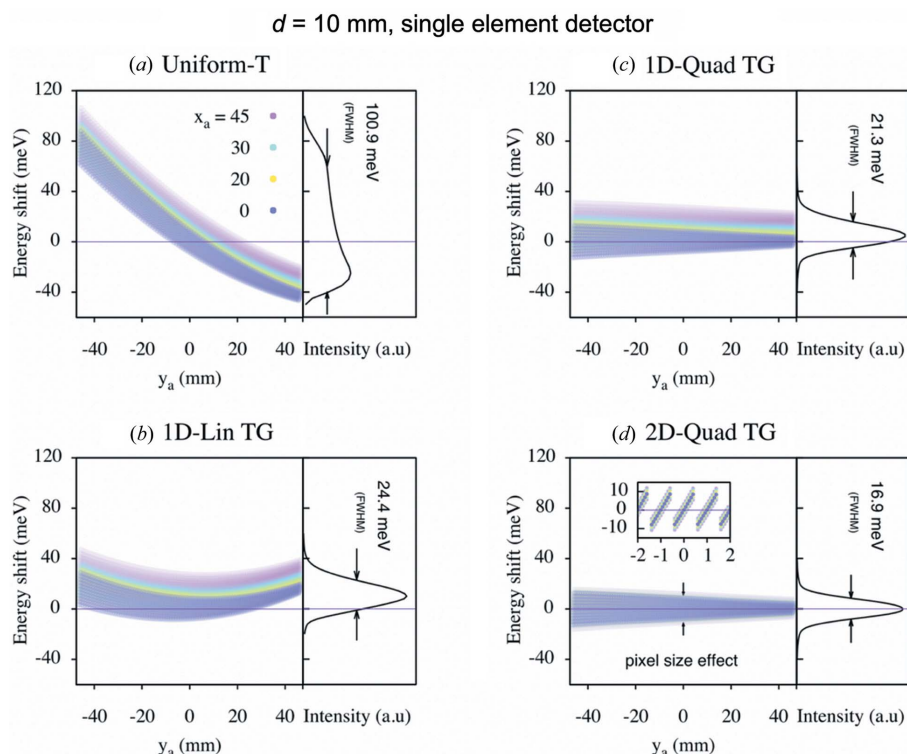 d = 10 mm, single element detector
(a) Uniform-T
120
80
40
0
-40
Energy shift (meV)
x_a = 45
30
20
0
100.9 meV
(FWHM)
-40 -20 0 20 40 Intensity (a.u)
y_a (mm)
(c) 1D-Quad TG
120
80
40
0
-40
Energy shift (meV)
21.3 meV
(FWHM)
-40 -20 0 20 40 Intensity (a.u)
y_a (mm)
(b) 1D-Lin TG
120
80
40
0
-40
Energy shift (meV)
24.4 meV
(FWHM)
-40 -20 0 20 40 Intensity (a.u)
y_a (mm)
(d) 2D-Quad TG
120
80
40
0
-40
Energy shift (meV)
10
0
-10
-2 -1 0 1 2
pixel size effect
16.9 meV
(FWHM)
-40 -20 0 20 40 Intensity (a.u)
y_a (mm)